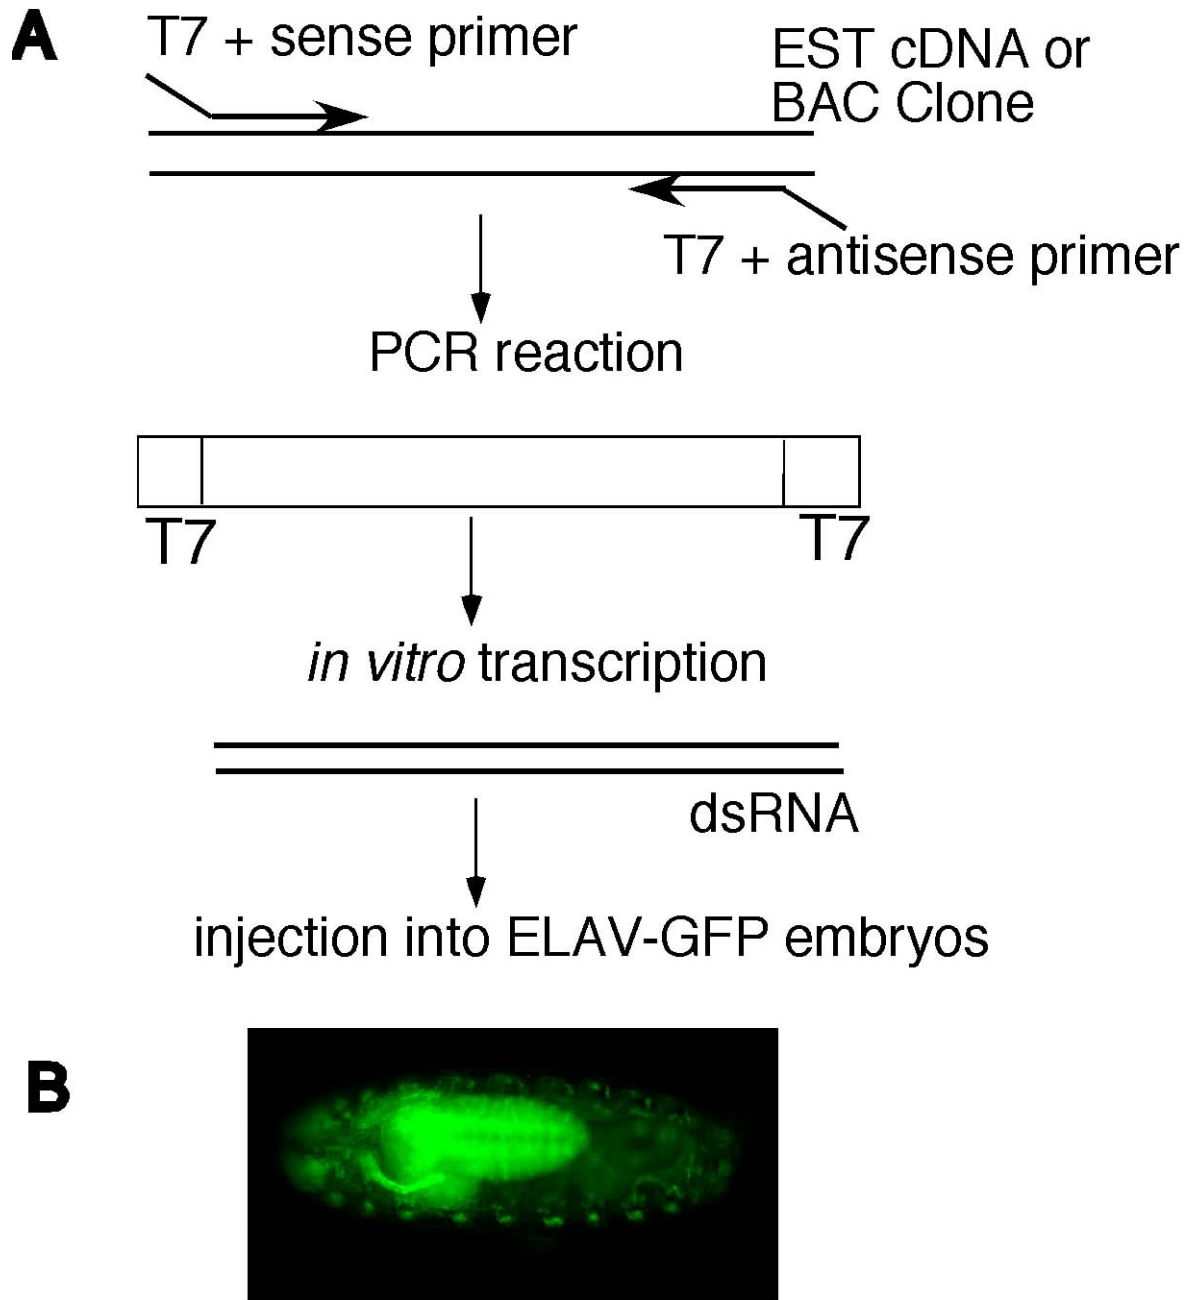 A
T7 + sense primer
EST cDNA or
BAC Clone
T7 + antisense primer
PCR reaction
T7
T7
in vitro transcription
dsRNA
injection into ELAV-GFP embryos
B